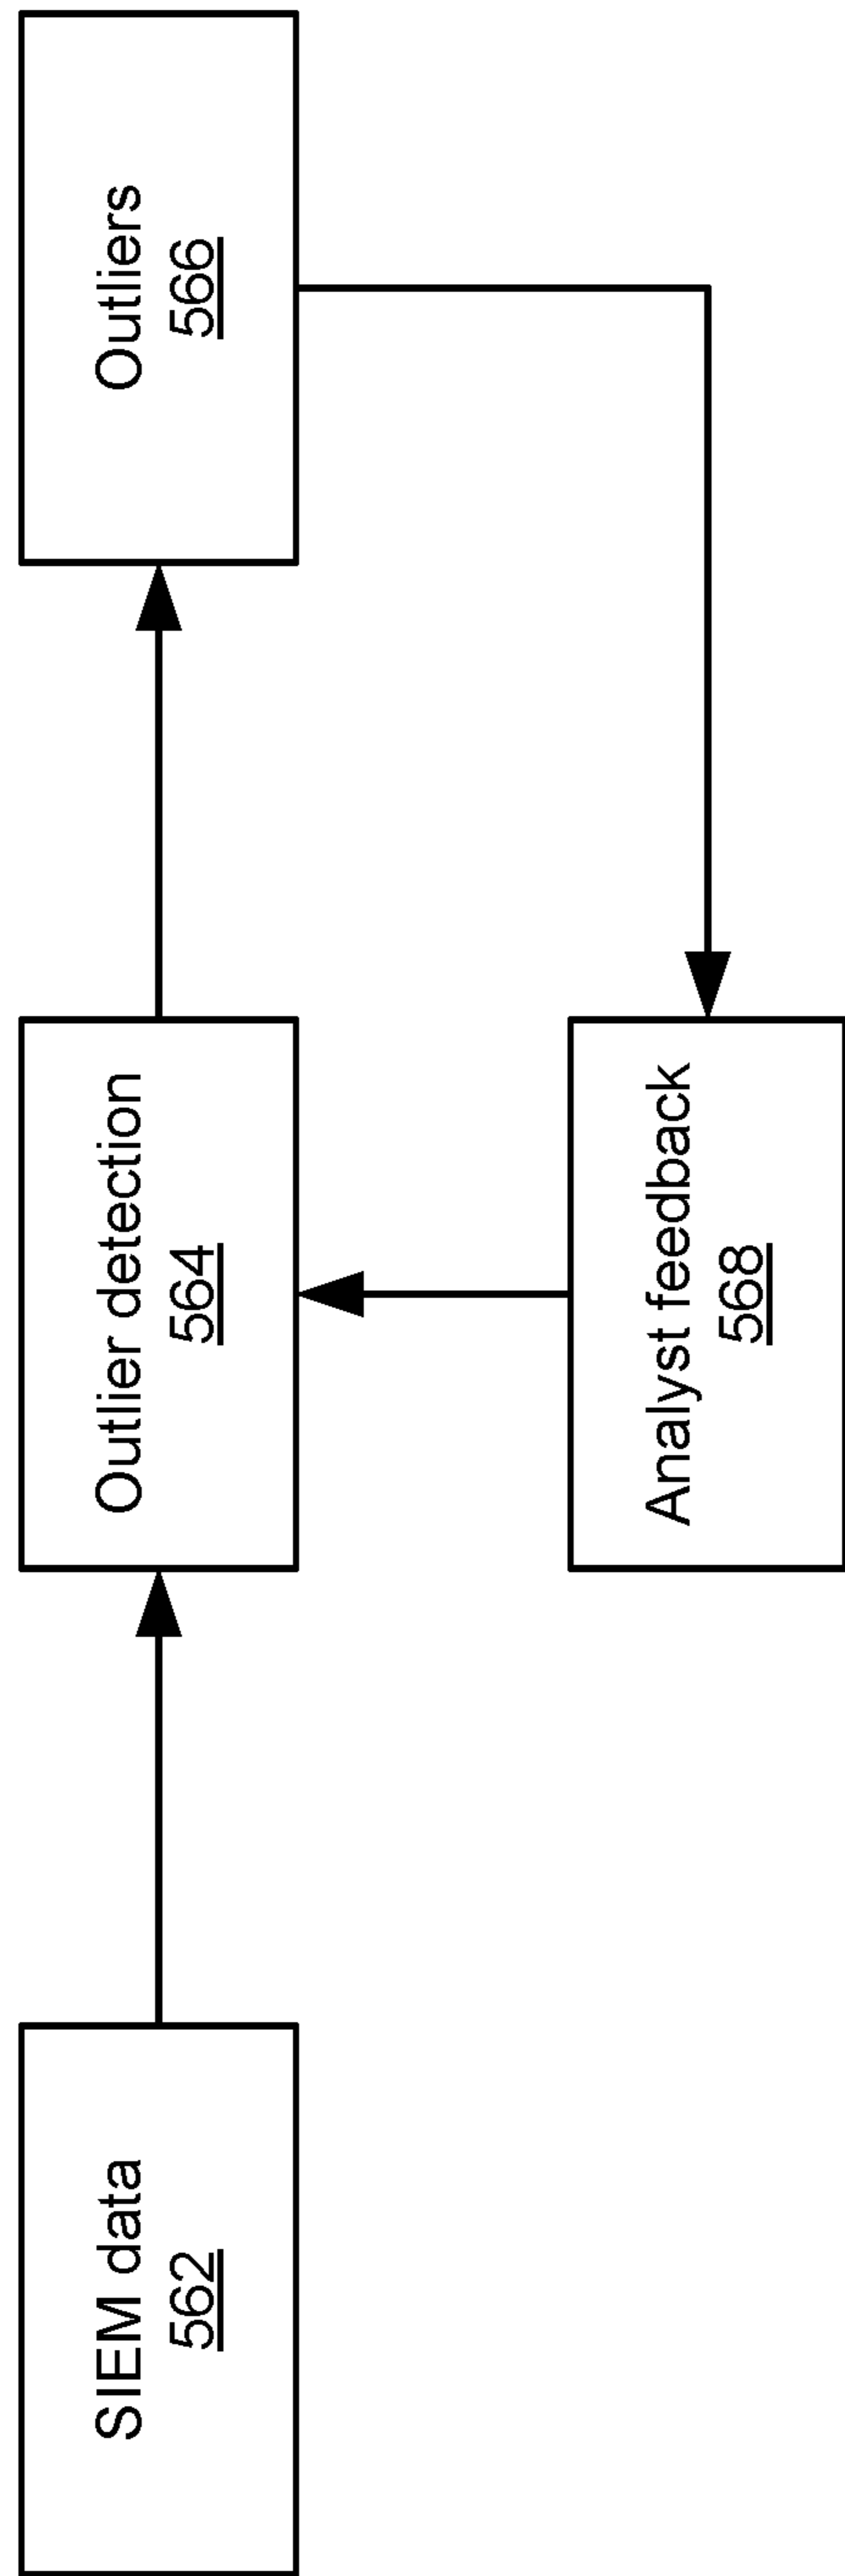 SIEM data
562
Outlier detection
564
Outliers
566
Analyst feedback
568